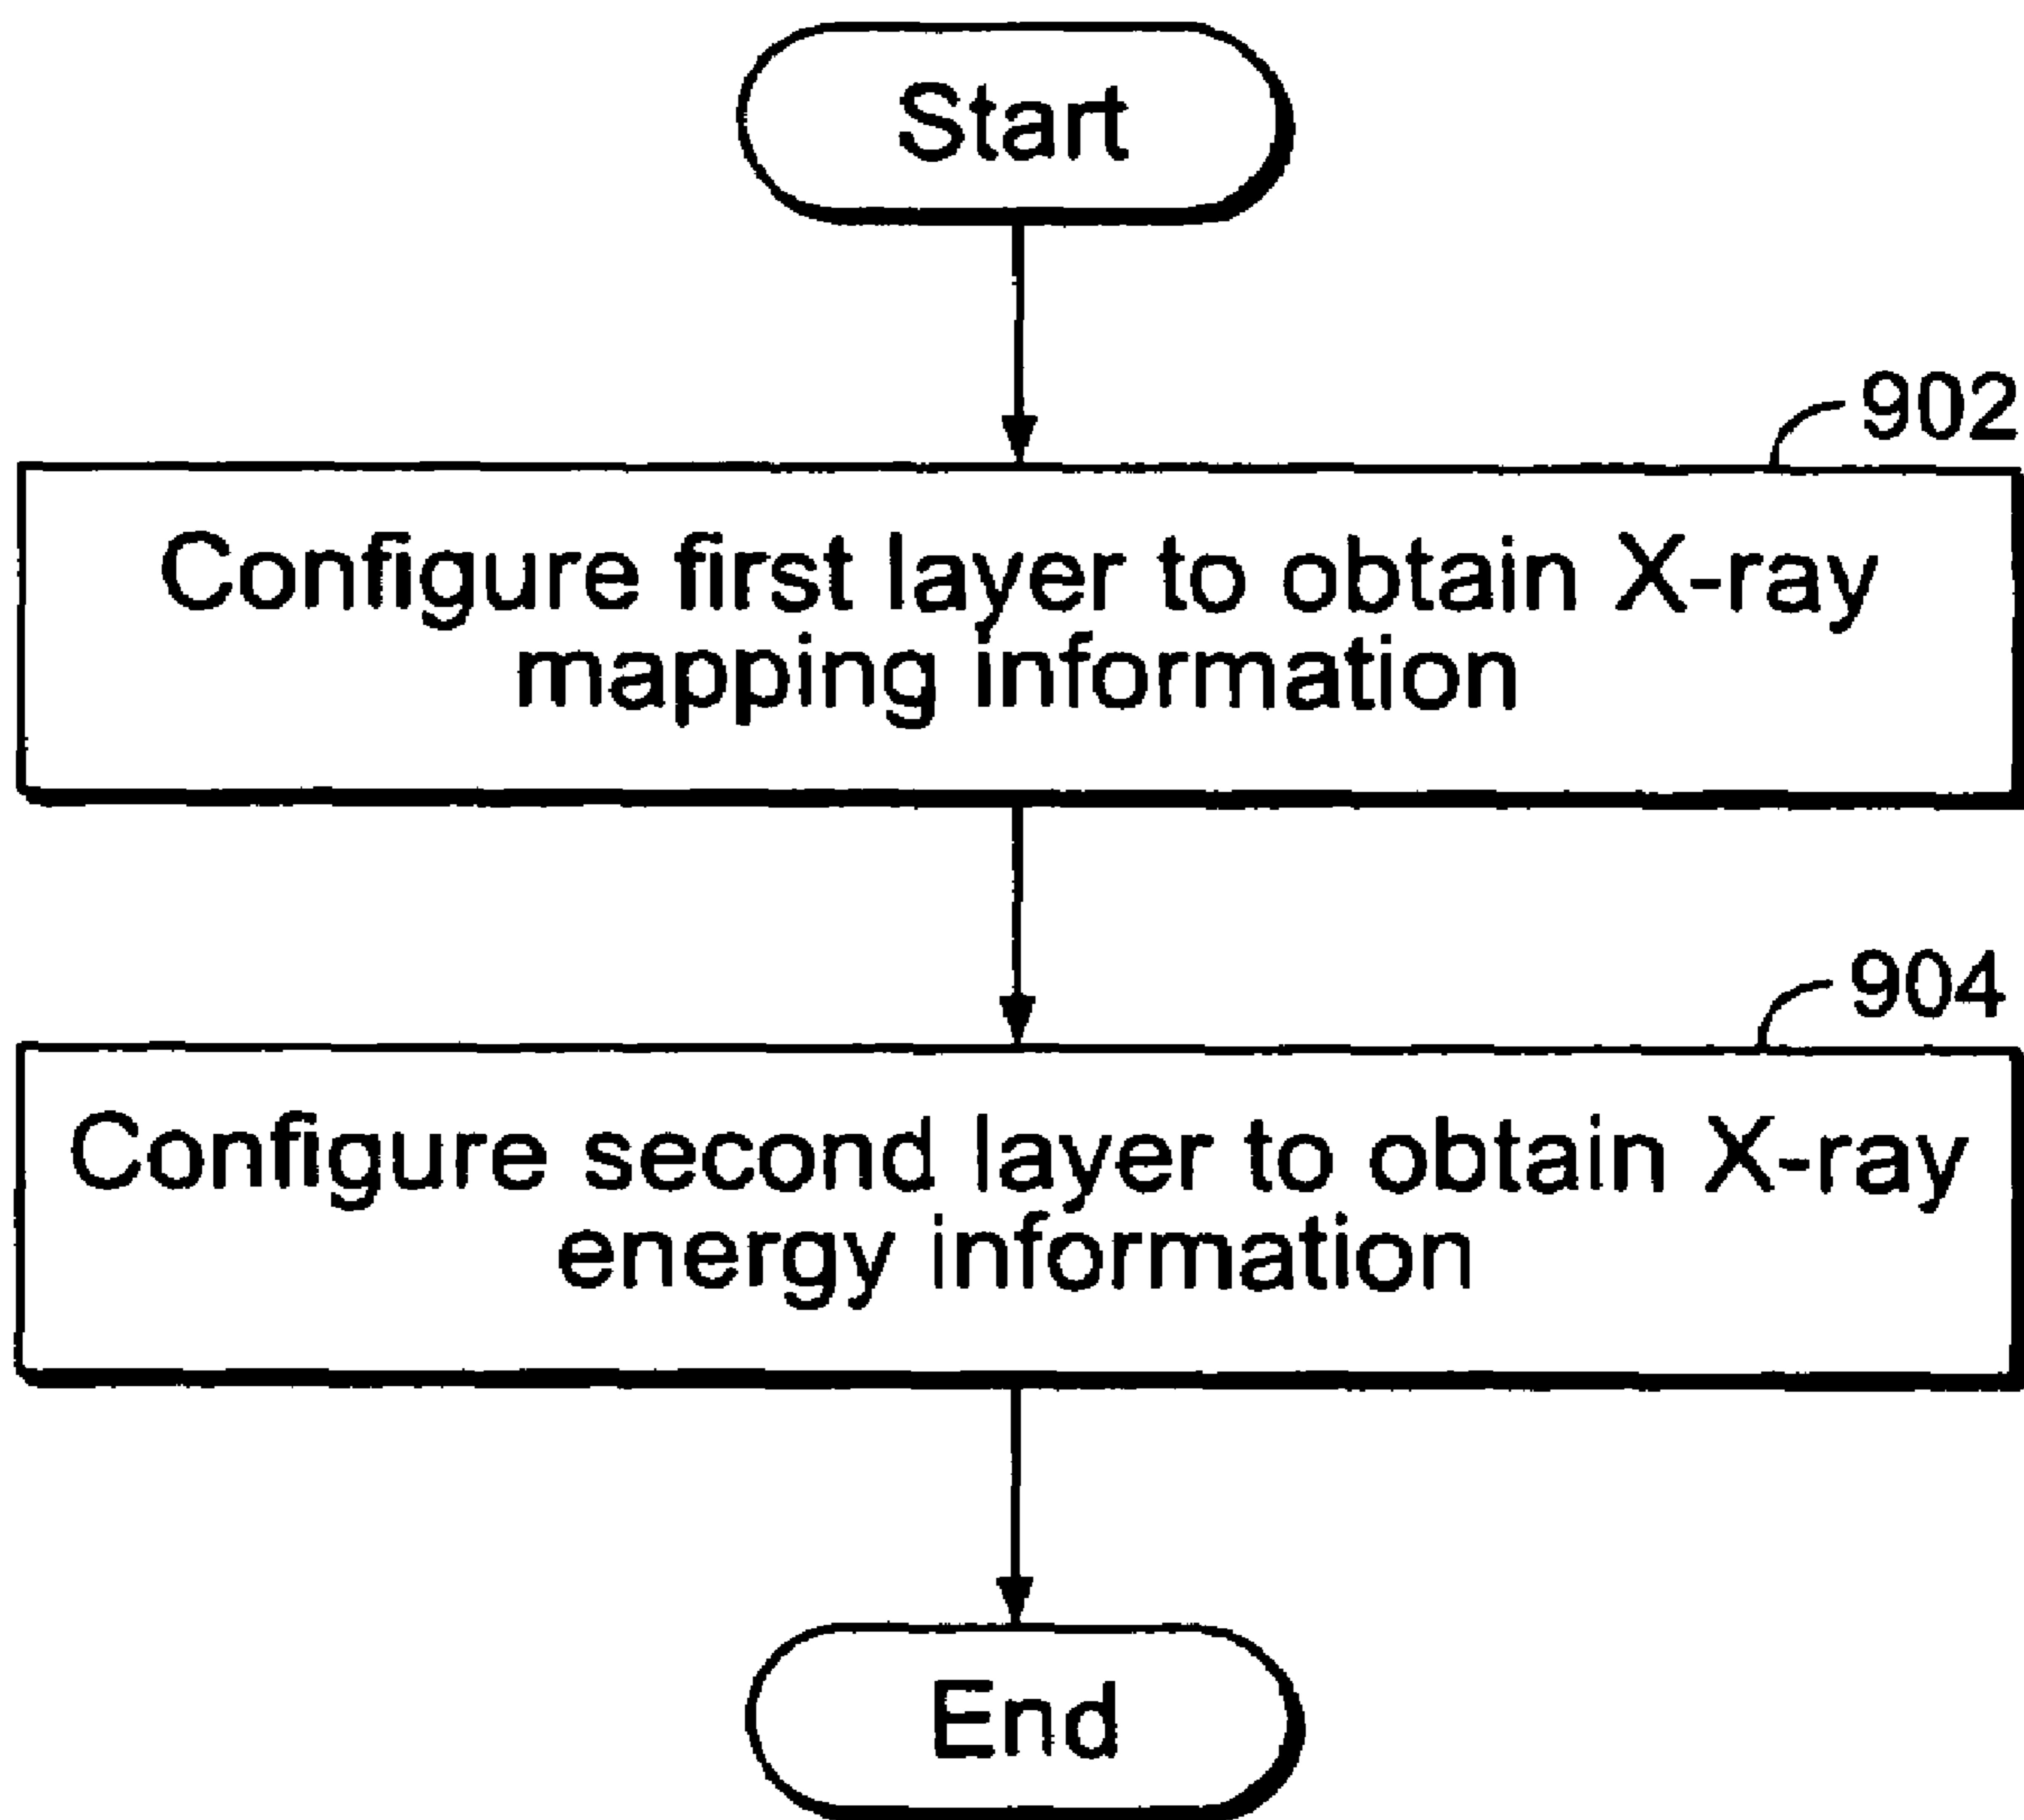 Start
902
Configure first layer to obtain X-ray
mapping information
904
Configure second layer to obtain X-ray
energy information
End